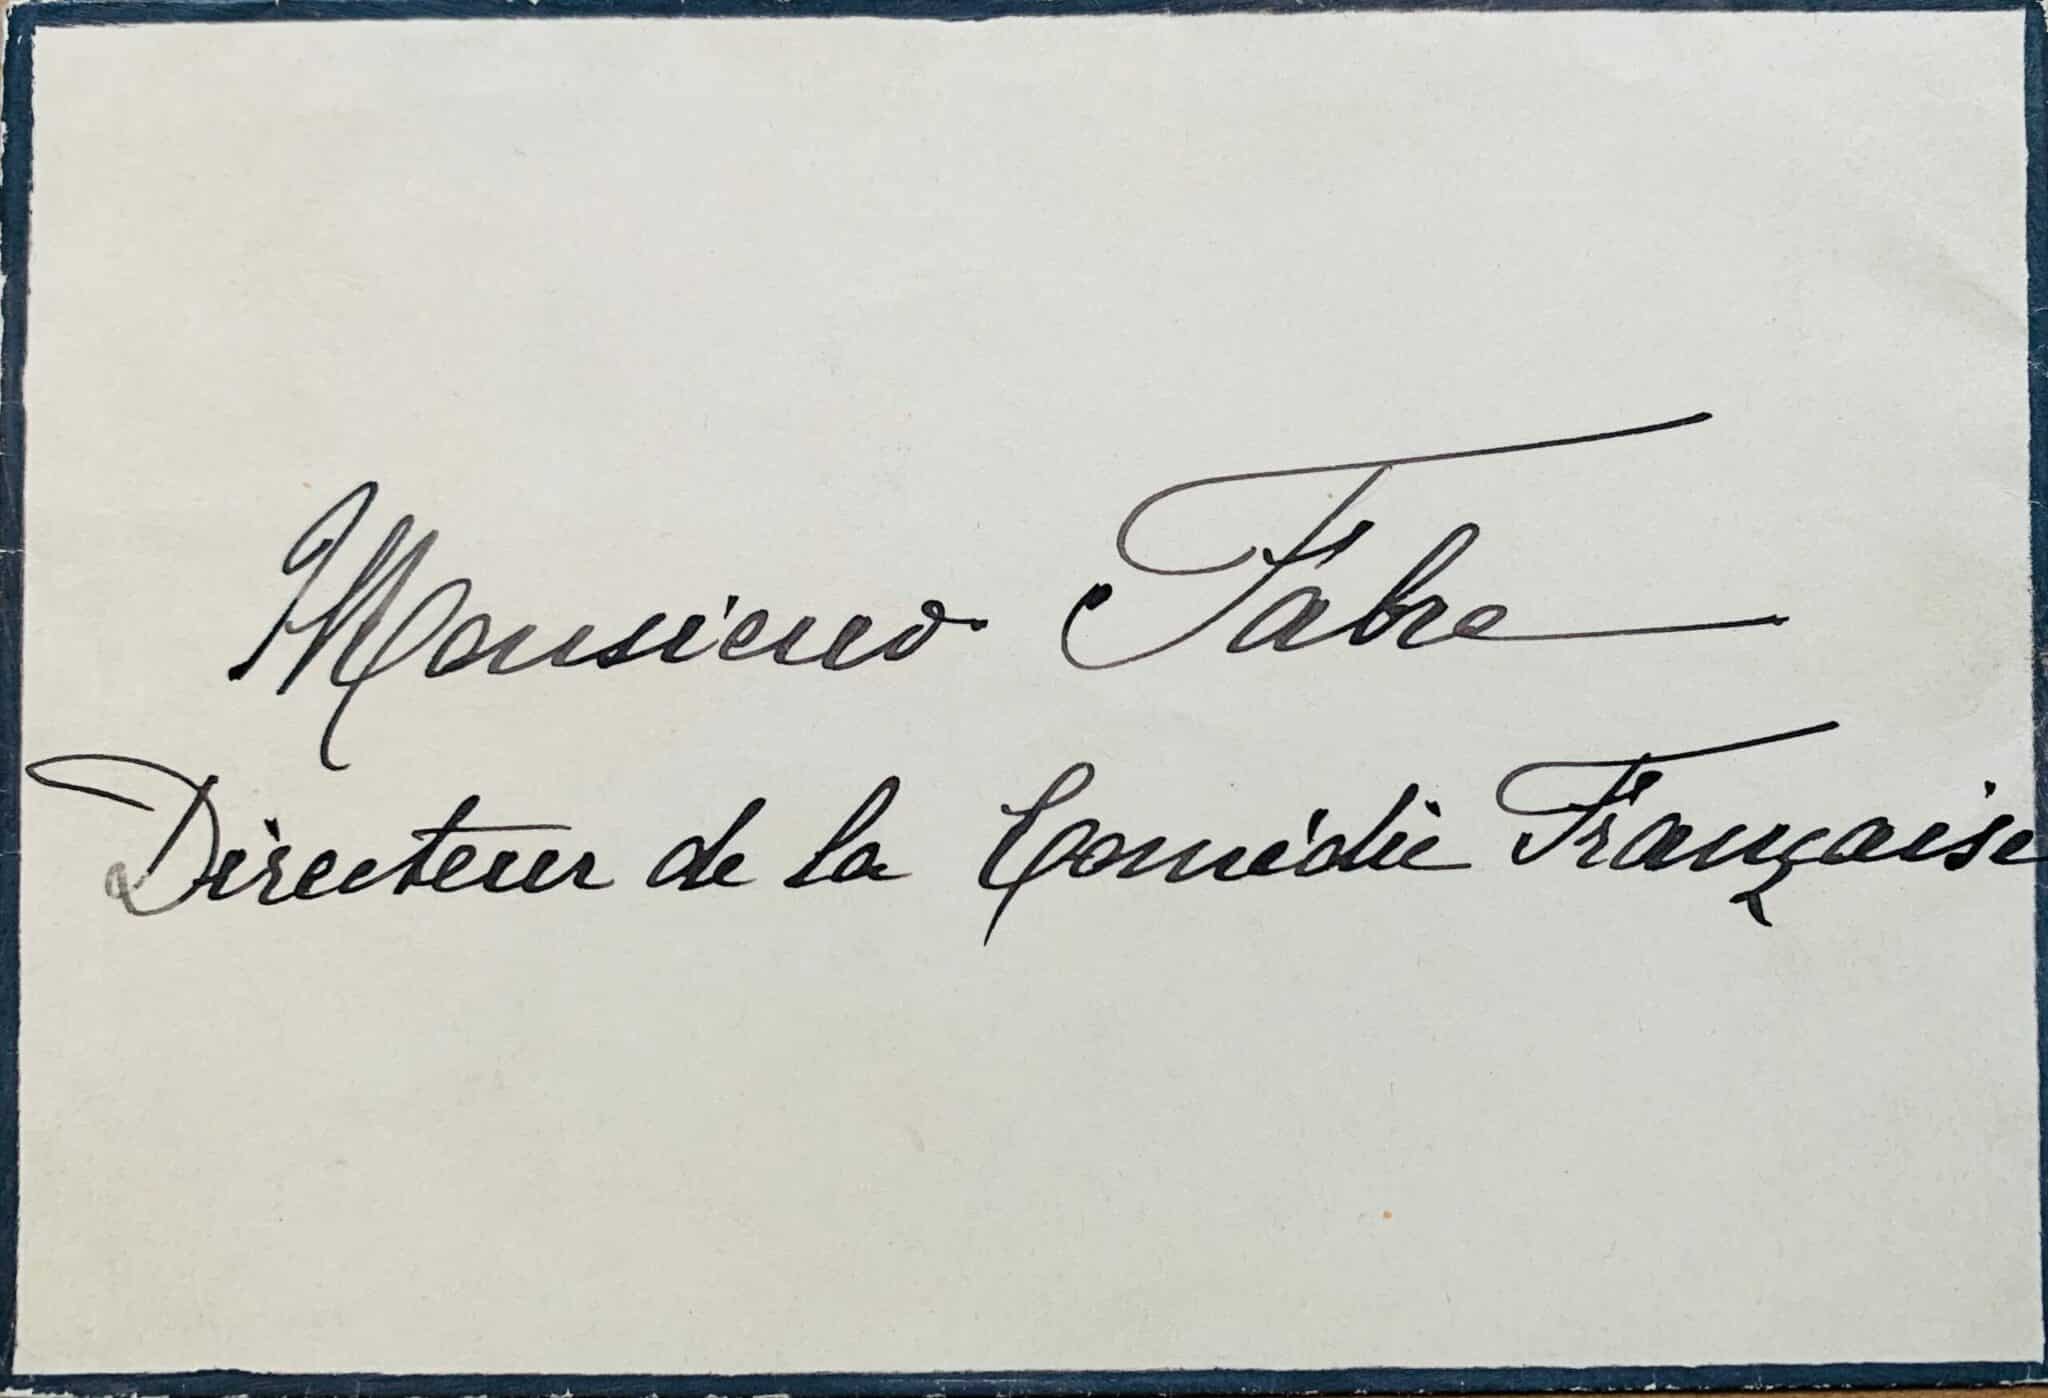 Monsieur Fabre
Directeur de la Comédie Française